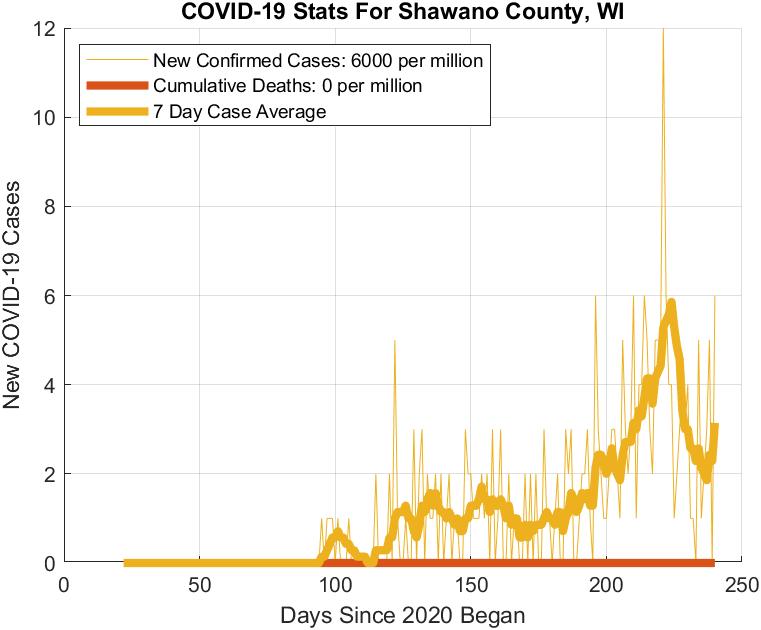 COVID-19 Stats For Shawano County, WI
New Confirmed Cases: 6000 per million
Cumulative Deaths: 0 per million
7 Day Case Average
New COVID-19 Cases
12
10
8
6
4
2
0
0 50 100 150 200 250
Days Since 2020 Began